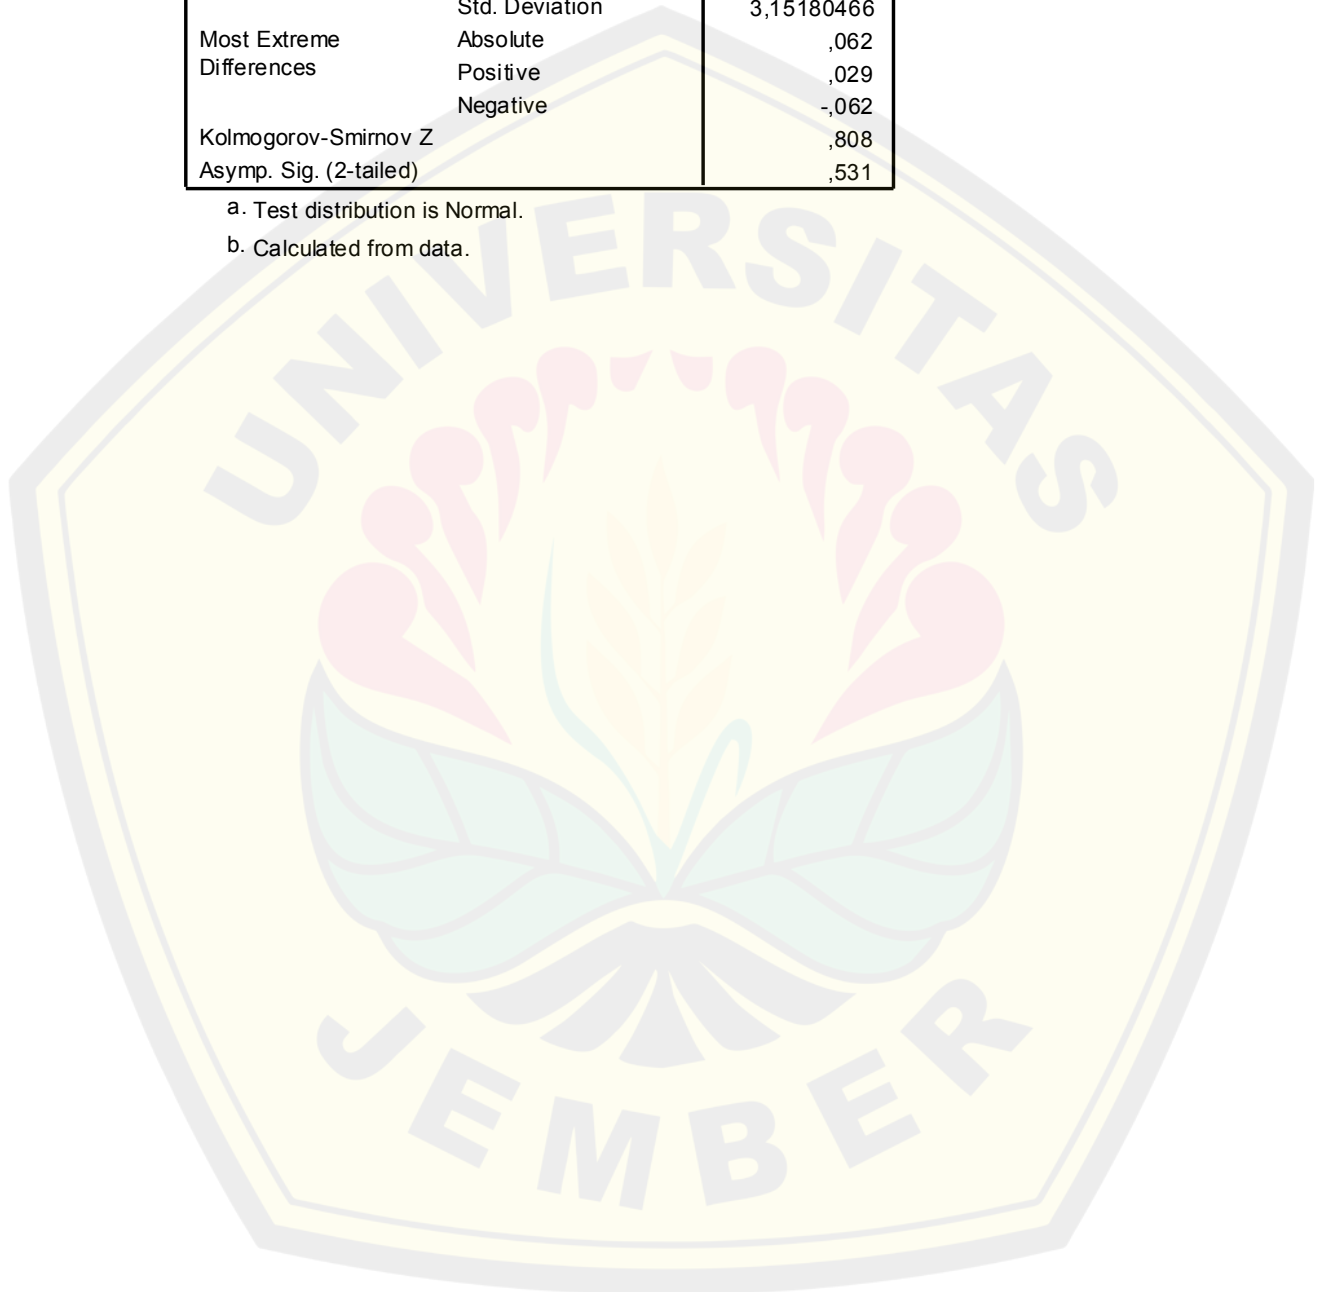 Std. Deviation 3,15180466
Most Extreme Absolute ,062
Differences Positive ,029
Negative -,062
Kolmogorov-Smirnov Z ,808
Asymp. Sig. (2-tailed) ,531
a. Test distribution is Normal.
b. Calculated from data.
UNIVERSITAS
JEMBER